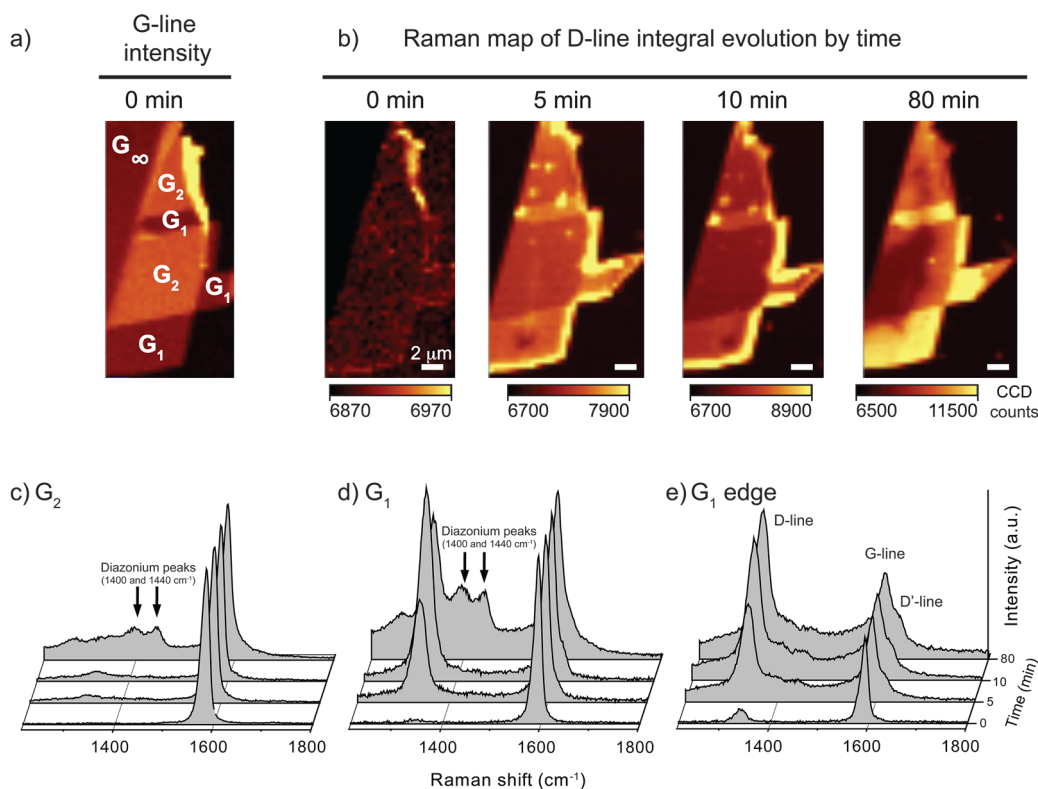 a)
G-line
intensity
0 min
G∞
G2
G1
G2
G1
G1
b)
Raman map of D-line integral evolution by time
0 min
5 min
10 min
80 min
2 μm
6870 6970
6700 7900
6700 8900
6500 11500
CCD
counts
c) G2
Diazonium peaks
(1400 and 1440 cm-1)
1400 1600 1800
d) G1
Diazonium peaks
(1400 and 1440 cm-1)
1400 1600 1800
e) G1 edge
D-line
G-line
D'-line
Intensity (a.u.)
80
10
5
0
Time (min)
1400 1600 1800
Raman shift (cm-1)